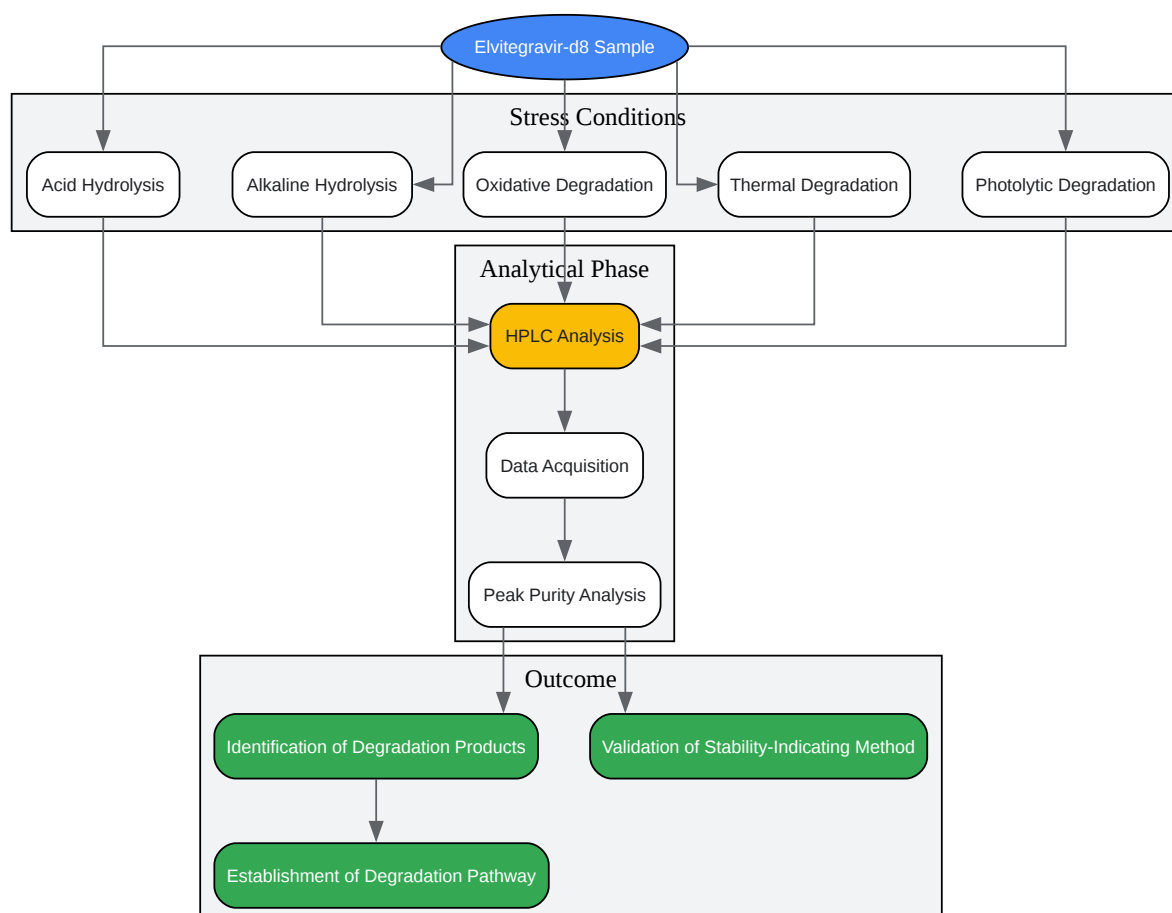 Elvitegravir-d8 Sample
Stress Conditions
Acid Hydrolysis
Alkaline Hydrolysis
Oxidative Degradation
Thermal Degradation
Photolytic Degradation
Analytical Phase
HPLC Analysis
Data Acquisition
Peak Purity Analysis
Outcome
Identification of Degradation Products
Validation of Stability-Indicating Method
Establishment of Degradation Pathway